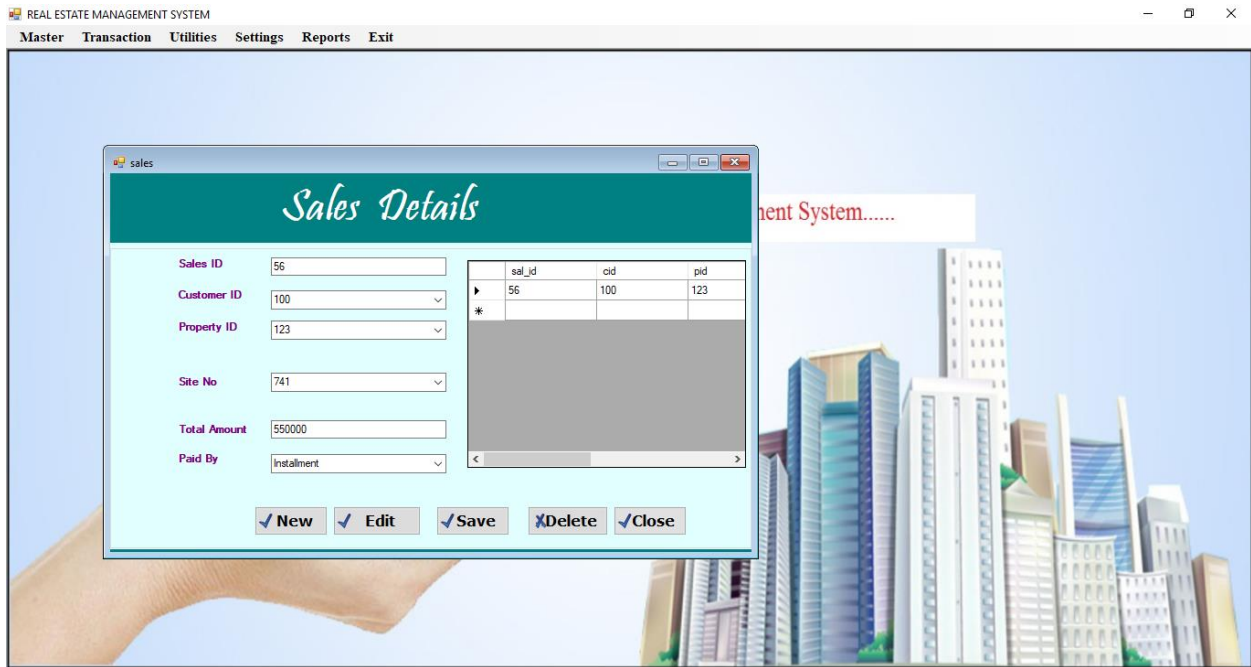 REAL ESTATE MANAGEMENT SYSTEM
Master Transaction Utilities Settings Reports Exit
sales
Sales Details
System......
Sales ID 56
Customer ID 100
Property ID 123
Site No 741
Total Amount 550000
Paid By Installment
sal_id cid pid
56 100 123
New Edit Save Delete Close